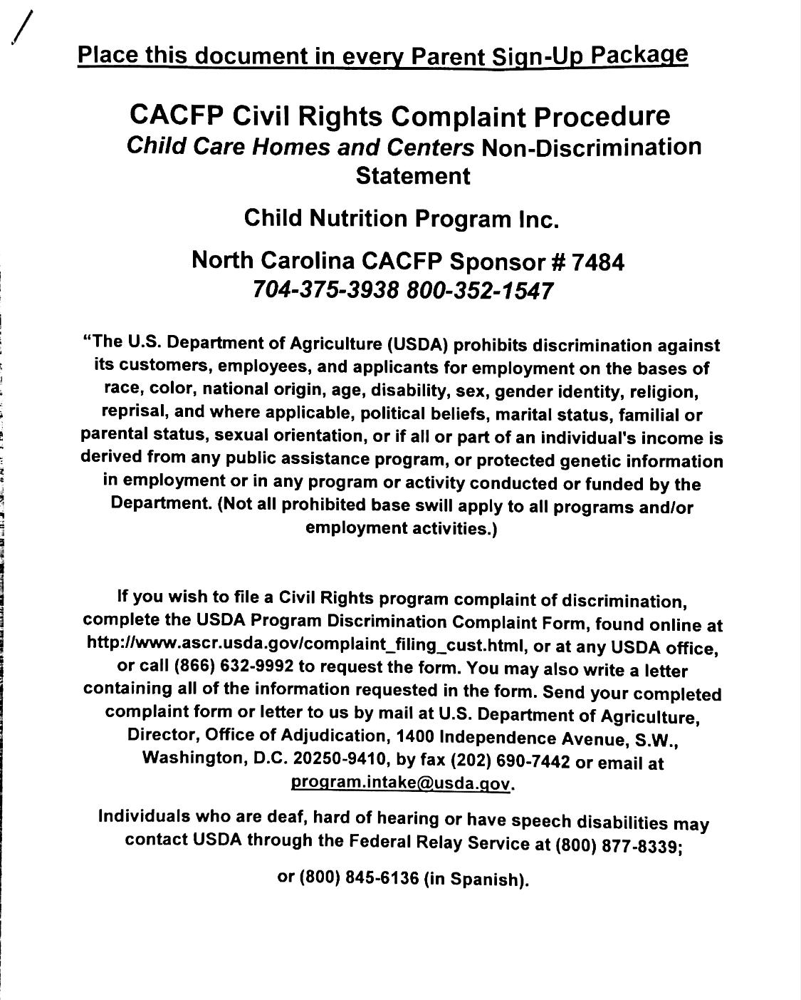 Place this document in every Parent Sign-Up Package
CACFP Civil Rights Complaint Procedure
Child Care Homes and Centers Non-Discrimination
Statement
Child Nutrition Program Inc.
North Carolina CACFP Sponsor # 7484
704-375-3938 800-352-1547
“The U.S. Department of Agriculture (USDA) prohibits discrimination against
its customers, employees, and applicants for employment on the bases of
race, color, national origin, age, disability, sex, gender identity, religion,
reprisal, and where applicable, political beliefs, marital status, familial or
parental status, sexual orientation, or if all or part of an individual's income is
derived from any public assistance program, or protected genetic information
in employment or in any program or activity conducted or funded by the
Department. (Not all prohibited base swill apply to all programs and/or
employment activities.)
If you wish to file a Civil Rights program complaint of discrimination,
complete the USDA Program Discrimination Complaint Form, found online at
http://www.ascr.usda.gov/complaint_filing_cust.html, or at any USDA office,
or call (866) 632-9992 to request the form. You may also write a letter
containing all of the information requested in the form. Send your completed
complaint form or letter to us by mail at U.S. Department of Agriculture,
Director, Office of Adjudication, 1400 Independence Avenue, S.W.,
Washington, D.C. 20250-9410, by fax (202) 690-7442 or email at
program.intake@usda.gov.
Individuals who are deaf, hard of hearing or have speech disabilities may
contact USDA through the Federal Relay Service at (800) 877-8339;
or (800) 845-6136 (in Spanish).